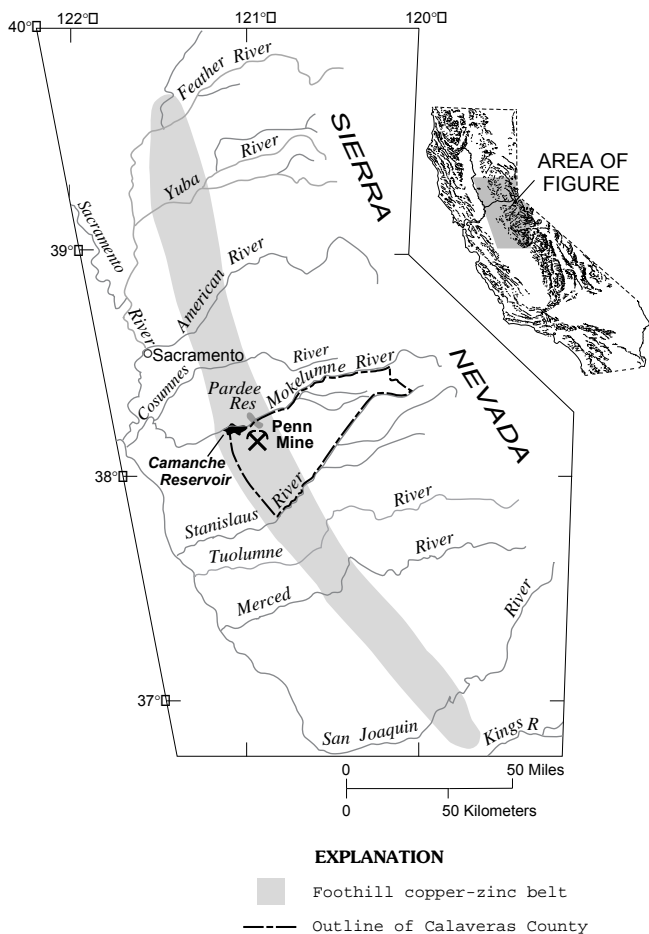 122°
121°
120°
40°
Feather River
SIERRA
River
Yuba
AREA OF
FIGURE
Sacramento
River
39°
American River
Sacramento
NEVADA
Cosumnes
River
Mokelumne River
Pardee
Res
Penn
Mine
Camanche
Reservoir
38°
Stanislaus River
Tuolumne River
Merced River
River
37°
San Joaquin
Kings R
0 50 Miles
0 50 Kilometers
EXPLANATION
Foothill copper-zinc belt
Outline of Calaveras County